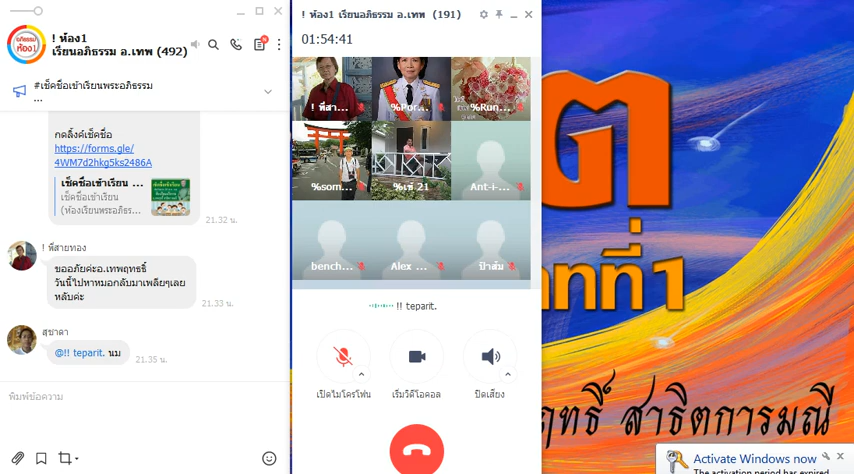 ! ห้อง1
เรียนอภิธรรม อ.เทพ (492)
#เช็คชื่อเข้าเรียนพระอภิธรรม
...
กดลิ้งค์เช็คชื่อ
https://forms.gle/
4WM7d2hkg5ks2486A
เช็คชื่อเข้าเรียน ...
เช็คชื่อเข้าเรียน
(ห้องเรียนพระอภิธร...
21.32 น.
! พี่สายทอง
ขออภัยค่ะอ.เทพฤทธิ์
วันนี้ไปหาหมอกลับมาเพลียๆเลย
หลับค่ะ
21.33 น.
สุชาดา
@!! teparit. นม
21.35 น.
พิมพ์ข้อความ
! ห้อง1 เรียนอภิธรรม อ.เทพ (191)
01:54:41
! พี่สา...
%Por...
%Run...
%som...
%เช่ 21
Ant-i-...
bench...
Alex ...
ป้าส้ม
!! teparit.
เปิดไมโครโฟน
เริ่มวิดีโอคอล
ปิดเสียง
ต
าทที่1
ฤทธิ์ สาธิตการมณี
Activate Windows now
The activation period has expired